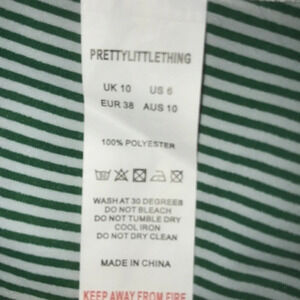 PRETTYLITTLETHING
UK 10 US 6
EUR 38 AUS 10
100% POLYESTER
WASH AT 30 DEGREES
DO NOT BLEACH
DO NOT TUMBLE DRY
COOL IRON
DO NOT DRY CLEAN
MADE IN CHINA
KEEP AWAY FROM FIRE